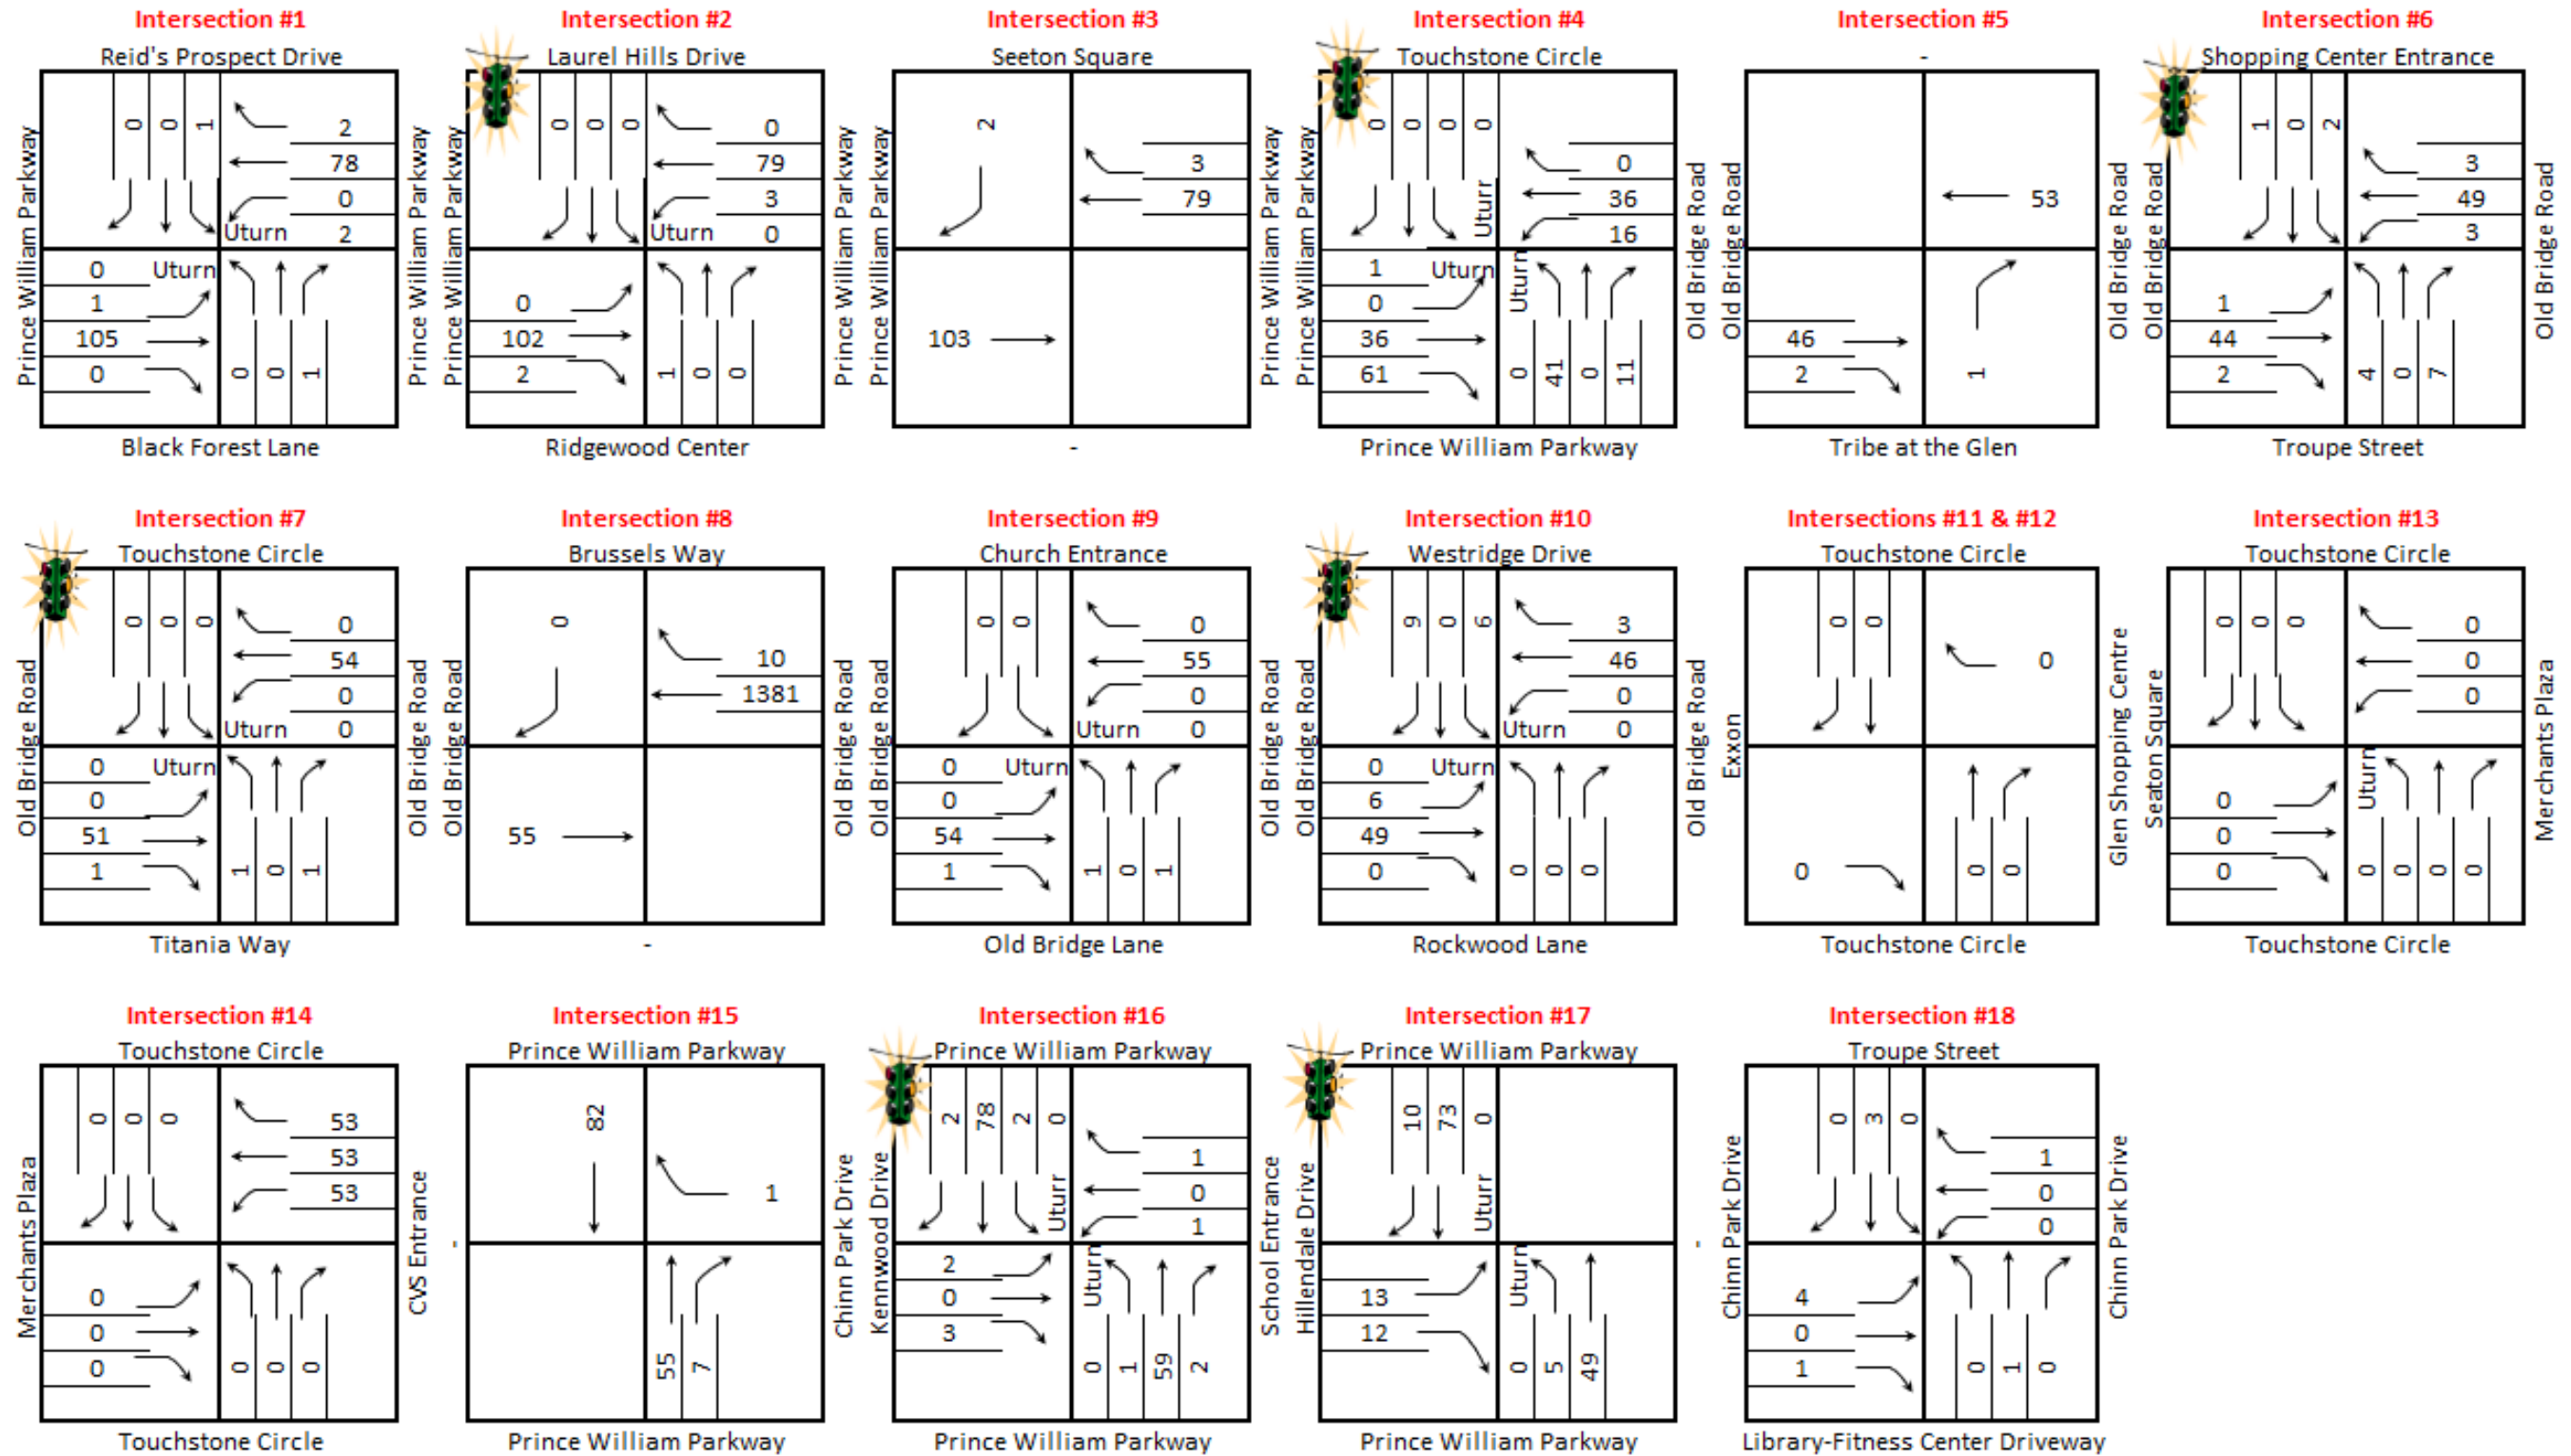 Intersection #1
Reid's Prospect Drive
Prince William Parkway
0 0 1
2
78
0
Uturn 2
0 Uturn
1
105
0
0 0 1
Prince William Parkway
Black Forest Lane
Intersection #2
Laurel Hills Drive
Prince William Parkway
0 0 0
0
79
3
Uturn 0
0
102
2
1 0 0
Prince William Parkway
Ridgewood Center
Intersection #3
Seeton Square
Prince William Parkway
2
3
79
103
Prince William Parkway
-
Intersection #4
Touchstone Circle
Prince William Parkway
0 0 0 0
Uturr
0
36
16
1 Uturn
0
36
61
Uturn
0 41 0 11
Old Bridge Road
Prince William Parkway
Intersection #5
-
Old Bridge Road
53
46
2
1
Old Bridge Road
Tribe at the Glen
Intersection #6
Shopping Center Entrance
Old Bridge Road
1 0 2
3
49
3
1
44
2
4 0 7
Old Bridge Road
Troupe Street
Intersection #7
Touchstone Circle
Old Bridge Road
0 0 0
0
54
0
Uturn 0
0 Uturn
0
51
1
1 0 1
Old Bridge Road
Titania Way
Intersection #8
Brussels Way
Old Bridge Road
0
10
1381
55
Old Bridge Road
-
Intersection #9
Church Entrance
Old Bridge Road
0 0
0
55
0
Uturn 0
0 Uturn
0
54
1
1 0 1
Old Bridge Road
Old Bridge Lane
Intersection #10
Westridge Drive
Old Bridge Road
9 0 6
3
46
0
Uturn 0
0 Uturn
6
49
0
0 0 0
Old Bridge Road
Rockwood Lane
Intersections #11 & #12
Touchstone Circle
Exxon
0 0
0
0
0 0
Glen Shopping Centre
Touchstone Circle
Intersection #13
Touchstone Circle
Seaton Square
0 0 0
0
0
0
0
0
0
Uturn
0 0 0 0
Merchants Plaza
Touchstone Circle
Intersection #14
Touchstone Circle
Merchants Plaza
0 0 0
53
53
53
0
0
0
0 0 0
CVS Entrance
Touchstone Circle
Intersection #15
Prince William Parkway
-
82
1
55 7
Chinn Park Drive
Prince William Parkway
Intersection #16
Prince William Parkway
Kennwood Drive
2 78 2 0
Uturr
1
0
1
2
0
3
Uturn
0 1 59 2
School Entrance
Prince William Parkway
Intersection #17
Prince William Parkway
Hillendale Drive
10 73 0
Uturr
13
12
Uturn
0 5 49
-
Prince William Parkway
Intersection #18
Troupe Street
Chinn Park Drive
0 3 0
1
0
0
4
0
1
0 1 0
Chinn Park Drive
Library-Fitness Center Driveway